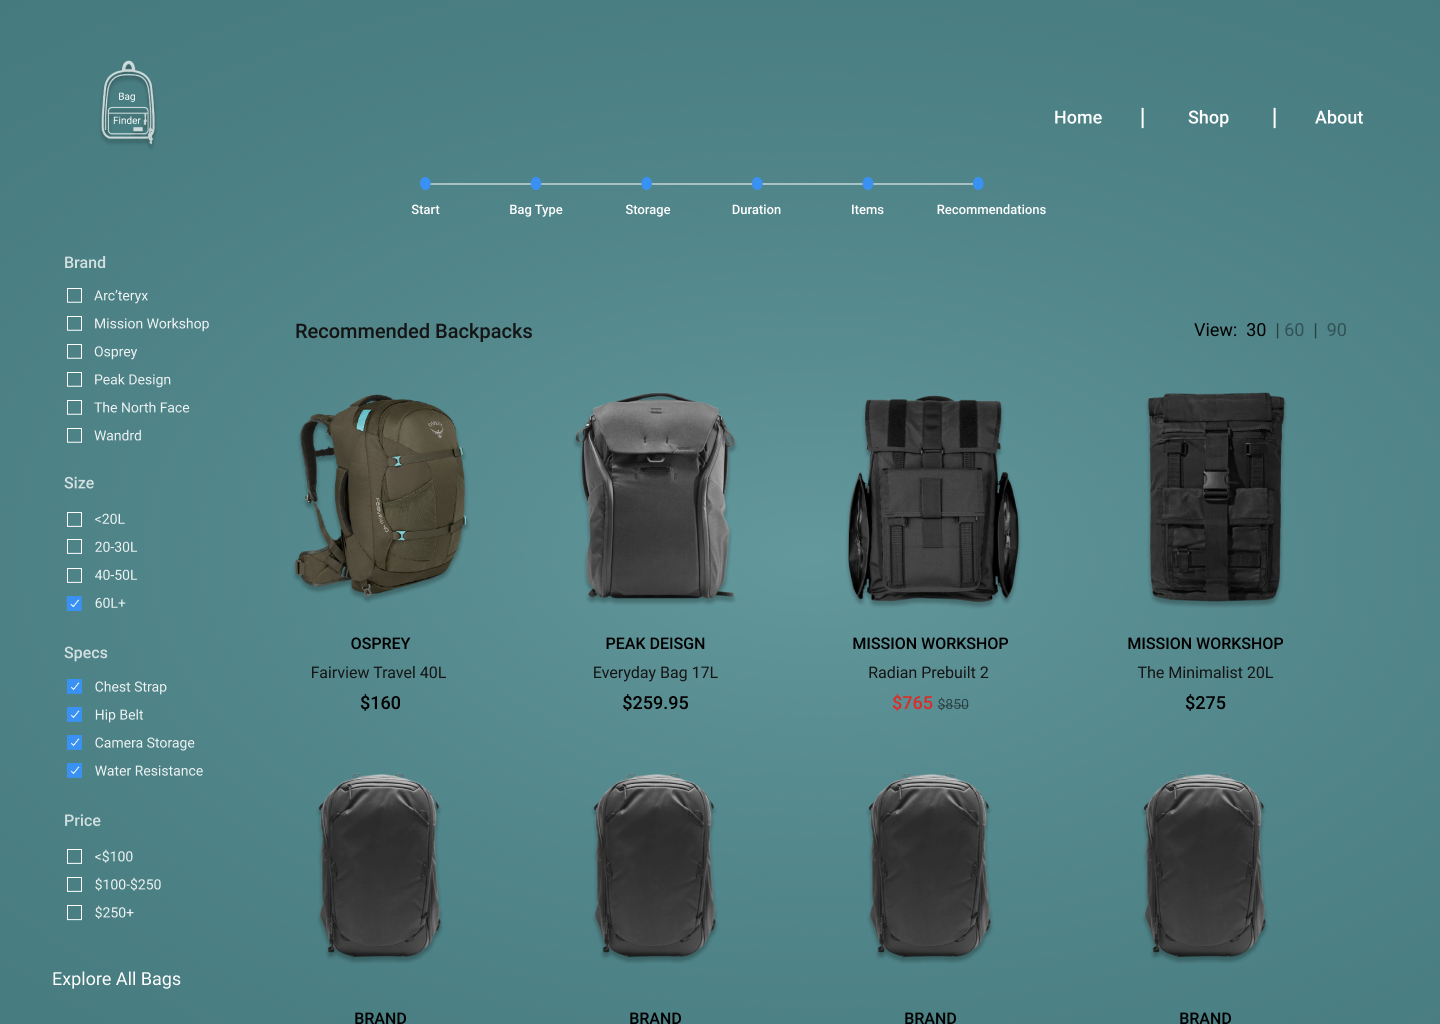 Bag
Finder
Home | Shop | About
Start Bag Type Storage Duration Items Recommendations
Brand
Arc'teryx
Mission Workshop
Osprey
Peak Design
The North Face
Wandrd
Size
<20L
20-30L
40-50L
60L+
Specs
Chest Strap
Hip Belt
Camera Storage
Water Resistance
Price
<$100
$100-$250
$250+
Explore All Bags
Recommended Backpacks
View: 30 | 60 | 90
OSPREY
Fairview Travel 40L
$160
PEAK DEISGN
Everyday Bag 17L
$259.95
MISSION WORKSHOP
Radian Prebuilt 2
$765 $850
MISSION WORKSHOP
The Minimalist 20L
$275
BRAND
BRAND
BRAND
BRAND